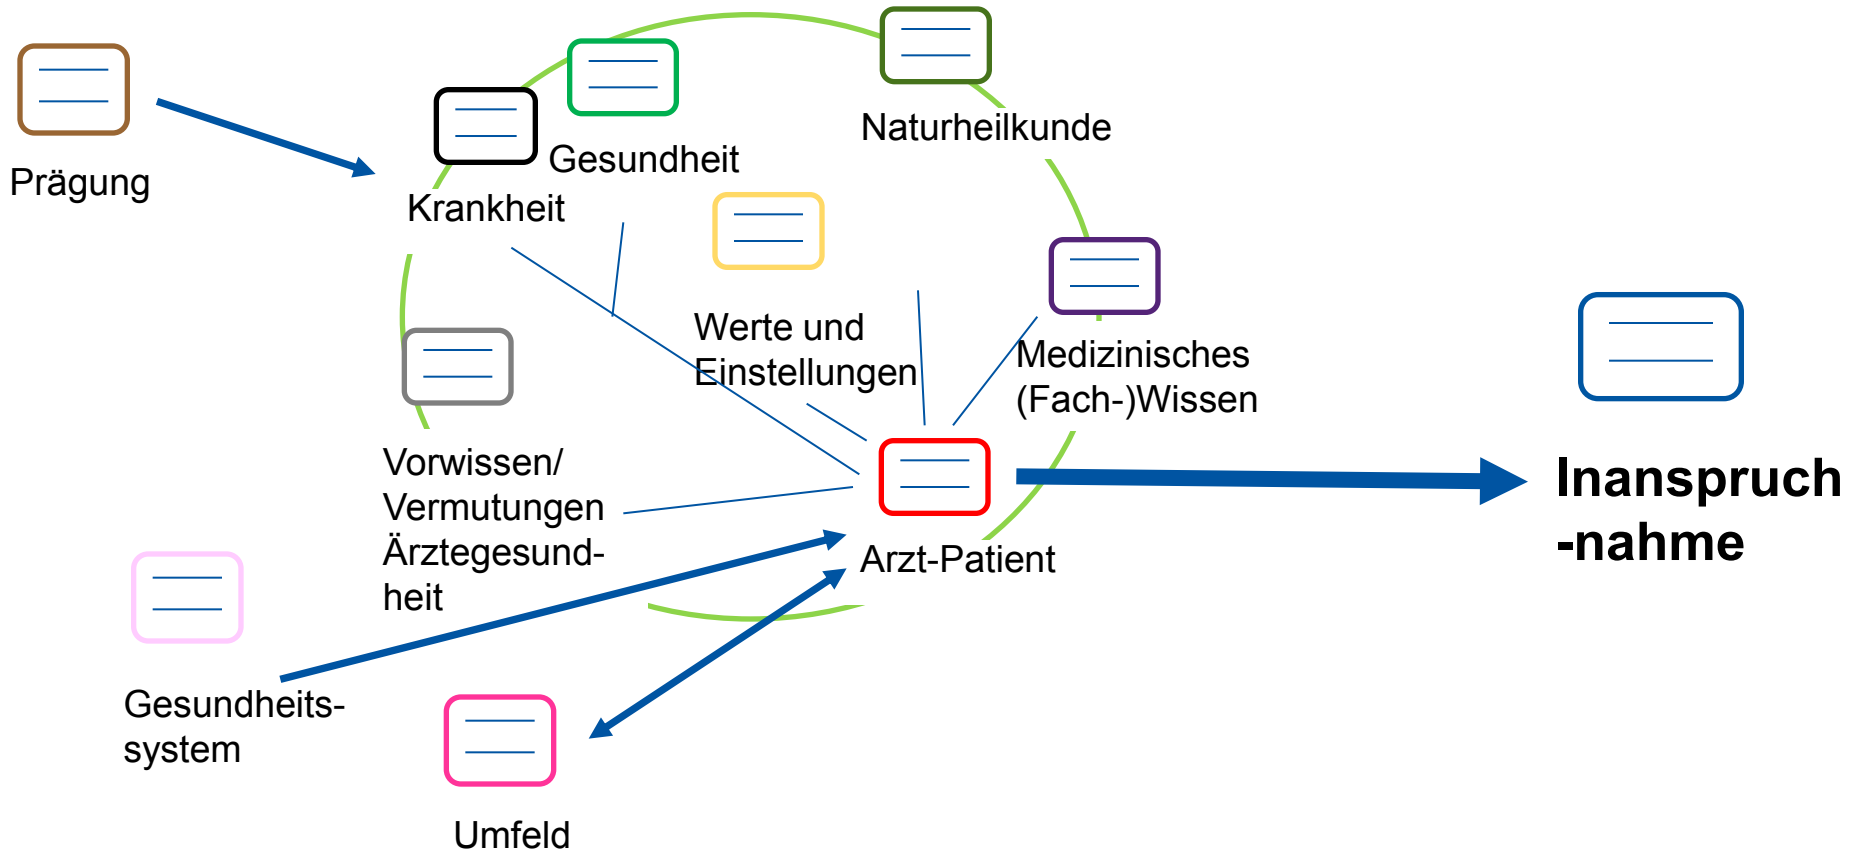 Prägung
Krankheit
Gesundheit
Naturheilkunde
Werte und
Einstellungen
Medizinisches
(Fach-)Wissen
Vorwissen/
Vermutungen
Ärztegesund-
heit
Arzt-Patient
Inanspruch
-nahme
Gesundheits-
system
Umfeld